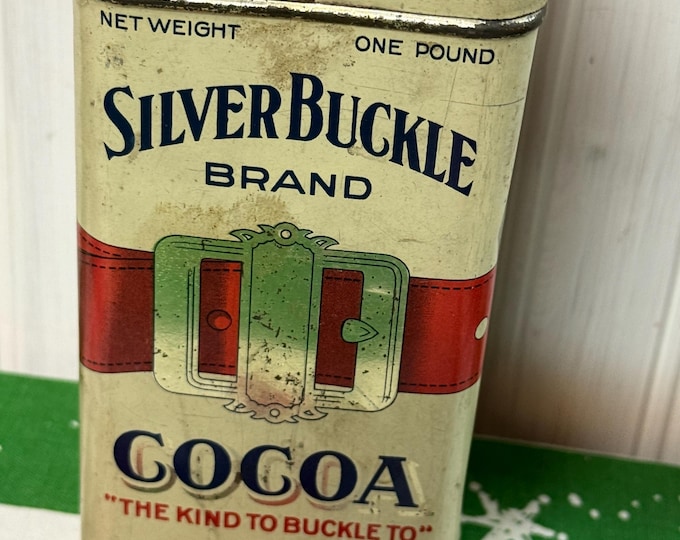 NET WEIGHT ONE POUND
SILVER BUCKLE
BRAND
COCOA
"THE KIND TO BUCKLE TO"